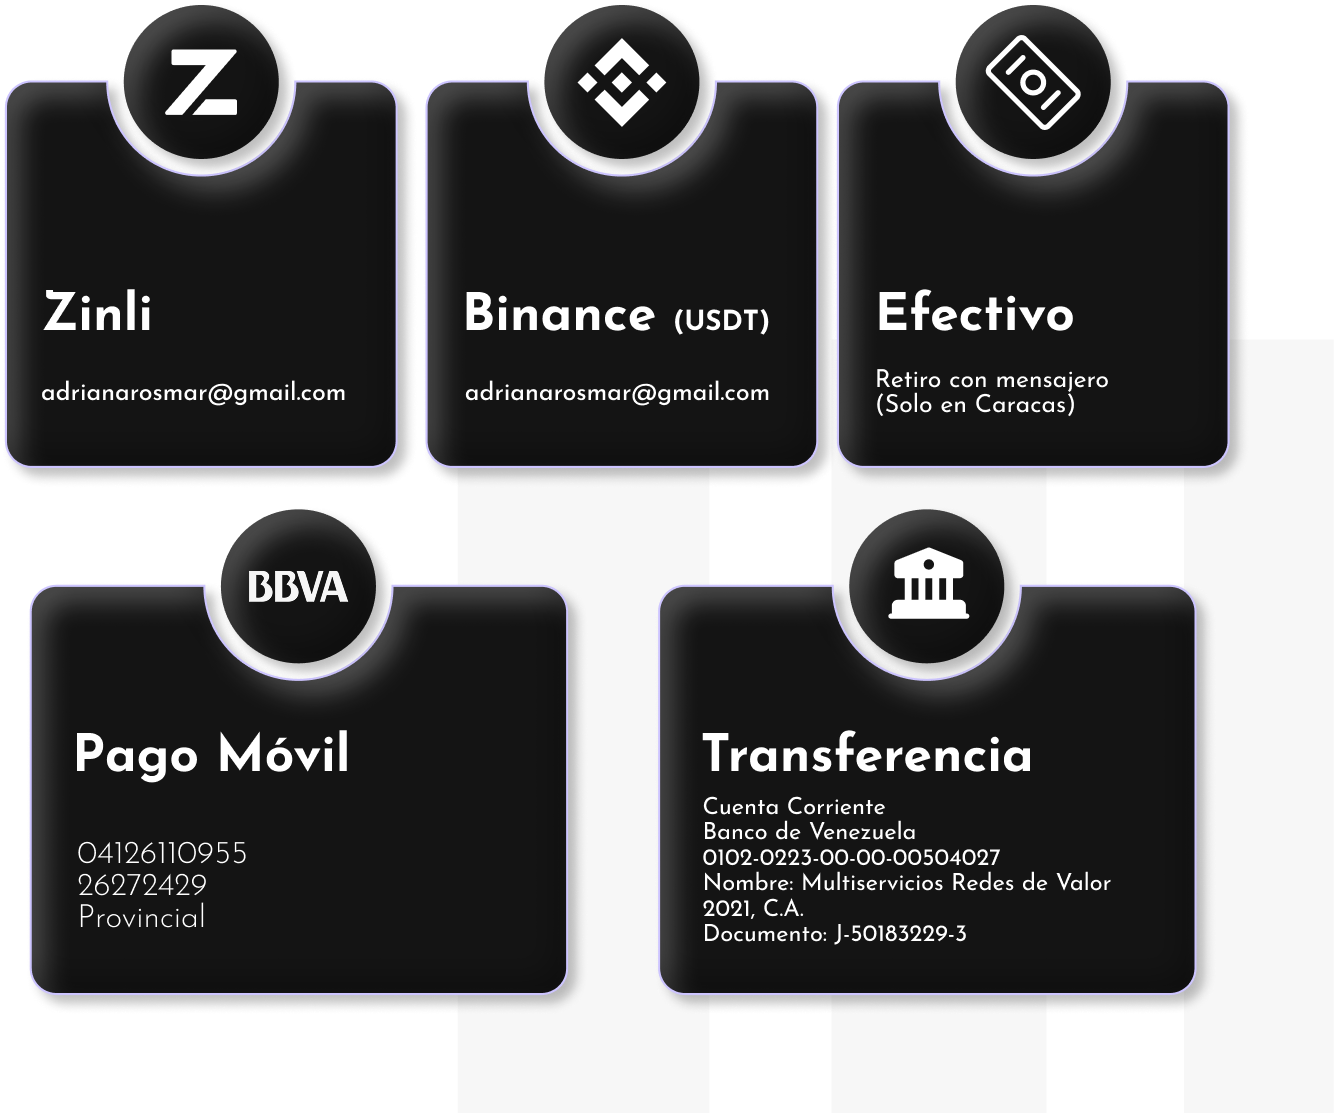 Zinli
adrianarosmar@gmail.com
Binance (USDT)
adrianarosmar@gmail.com
Efectivo
Retiro con mensajero
(Solo en Caracas)
BBVA
Pago Móvil
04126110955
26272429
Provincial
Transferencia
Cuenta Corriente
Banco de Venezuela
0102-0223-00-00-00504027
Nombre: Multiservicios Redes de Valor
2021, C.A.
Documento: J-50183229-3